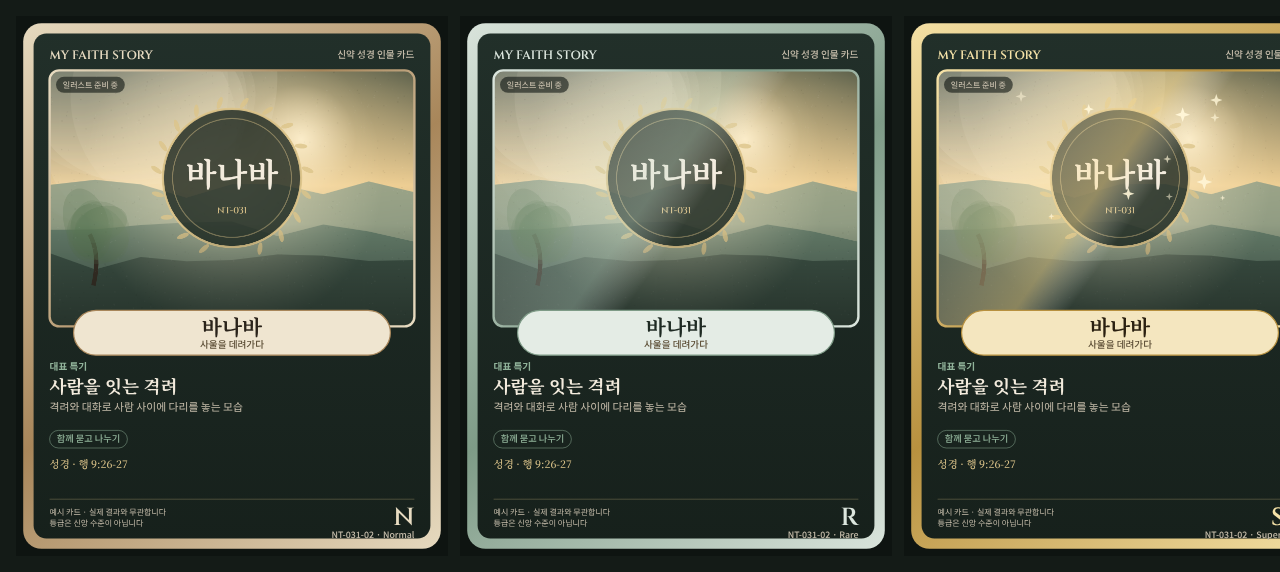 MY FAITH STORY 신약 성경 인물 카드
일러스트 준비 중
바나바
NT-031
바나바
사울을 데려가다
대표 특기
사람을 잇는 격려
격려와 대화로 사람 사이에 다리를 놓는 모습
함께 묻고 나누기
성경 · 행 9:26-27
예시 카드 · 실제 결과와 무관합니다
등급은 신앙 수준이 아닙니다
N
NT-031-02 · Normal
MY FAITH STORY 신약 성경 인물 카드
일러스트 준비 중
바나바
NT-031
바나바
사울을 데려가다
대표 특기
사람을 잇는 격려
격려와 대화로 사람 사이에 다리를 놓는 모습
함께 묻고 나누기
성경 · 행 9:26-27
예시 카드 · 실제 결과와 무관합니다
등급은 신앙 수준이 아닙니다
R
NT-031-02 · Rare
MY FAITH STORY 신약 성경 인물
일러스트 준비 중
바나바
NT-031
바나바
사울을 데려가다
대표 특기
사람을 잇는 격려
격려와 대화로 사람 사이에 다리를 놓는 모습
함께 묻고 나누기
성경 · 행 9:26-27
예시 카드 · 실제 결과와 무관합니다
등급은 신앙 수준이 아닙니다
S
NT-031-02 · Super